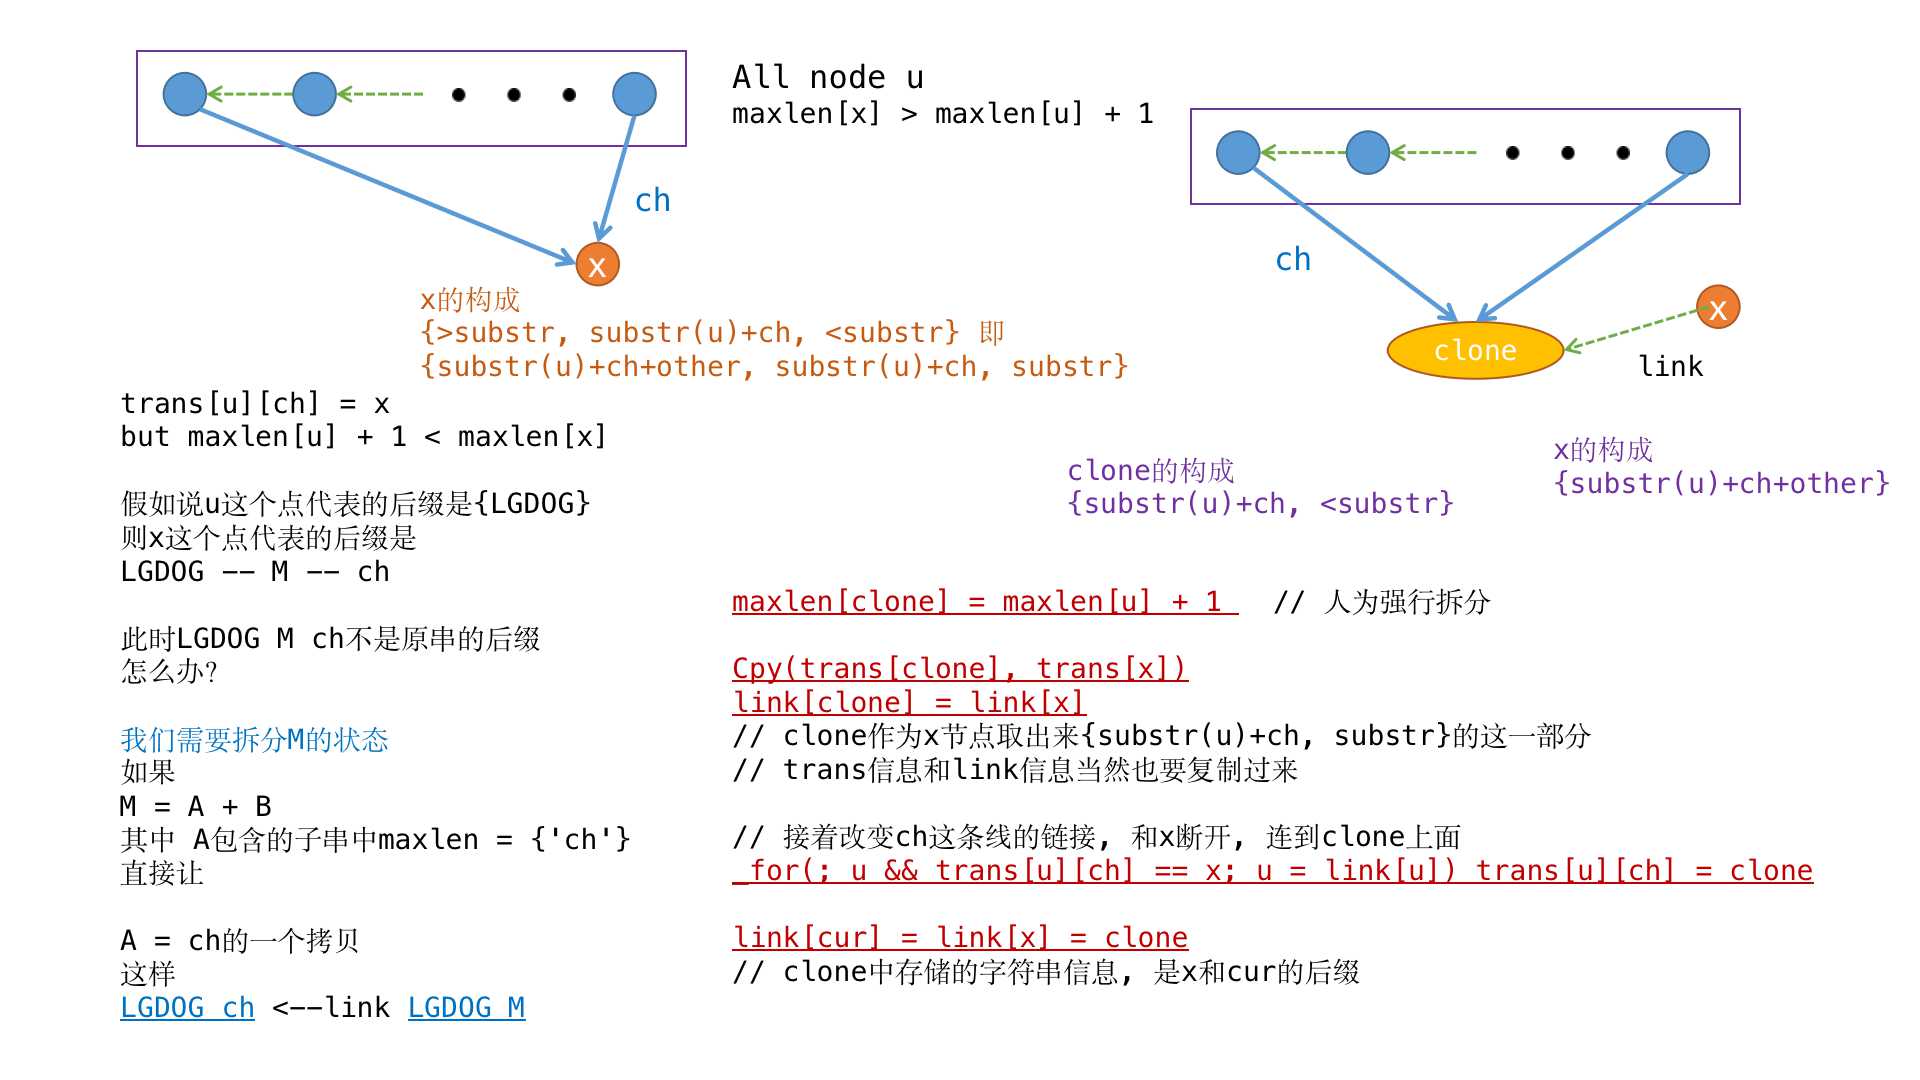 All node u
maxlen[x] > maxlen[u] + 1
ch
x
x的构成
{>substr, substr(u)+ch, <substr} 即
{substr(u)+ch+other, substr(u)+ch, substr}
trans[u][ch] = x
but maxlen[u] + 1 < maxlen[x]
假如说u这个点代表的后缀是{LGDOG}
则x这个点代表的后缀是
LGDOG —— M —— ch
此时LGDOG M ch不是原串的后缀
怎么办?
我们需要拆分M的状态
如果
M = A + B
其中 A包含的子串中maxlen = {'ch'}
直接让
A = ch的一个拷贝
这样
LGDOG ch <——link LGDOG M
ch
x
clone
link
x的构成
{substr(u)+ch+other}
clone的构成
{substr(u)+ch, <substr}
maxlen[clone] = maxlen[u] + 1  // 人为强行拆分
Cpy(trans[clone], trans[x])
link[clone] = link[x]
// clone作为x节点取出来{substr(u)+ch, substr}的这一部分
// trans信息和link信息当然也要复制过来
// 接着改变ch这条线的链接, 和x断开, 连到clone上面
_for(; u && trans[u][ch] == x; u = link[u]) trans[u][ch] = clone
link[cur] = link[x] = clone
// clone中存储的字符串信息, 是x和cur的后缀